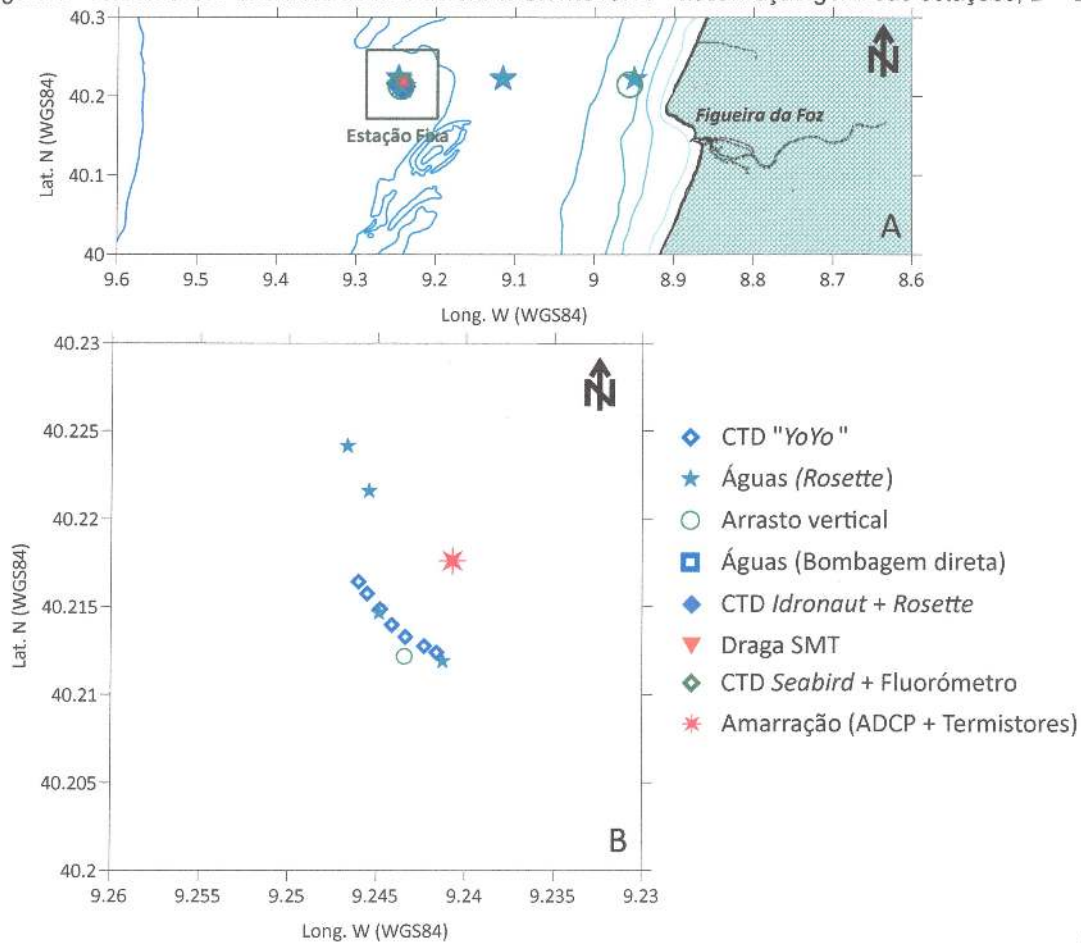 40.3
40.2
40.1
40
Lat. N (WGS84)
N
Estação Fixa
Figueira da Foz
A
9.6 9.5 9.4 9.3 9.2 9.1 9 8.9 8.8 8.7 8.6
Long. W (WGS84)
40.23
40.225
40.22
40.215
40.21
40.205
40.2
Lat. N (WGS84)
N
B
9.26 9.255 9.25 9.245 9.24 9.235 9.23
Long. W (WGS84)
CTD "YoYo"
Águas (Rosette)
Arrasto vertical
Águas (Bombagem direta)
CTD Idronaut + Rosette
Draga SMT
CTD Seabird + Fluorómetro
Amarração (ADCP + Termistores)